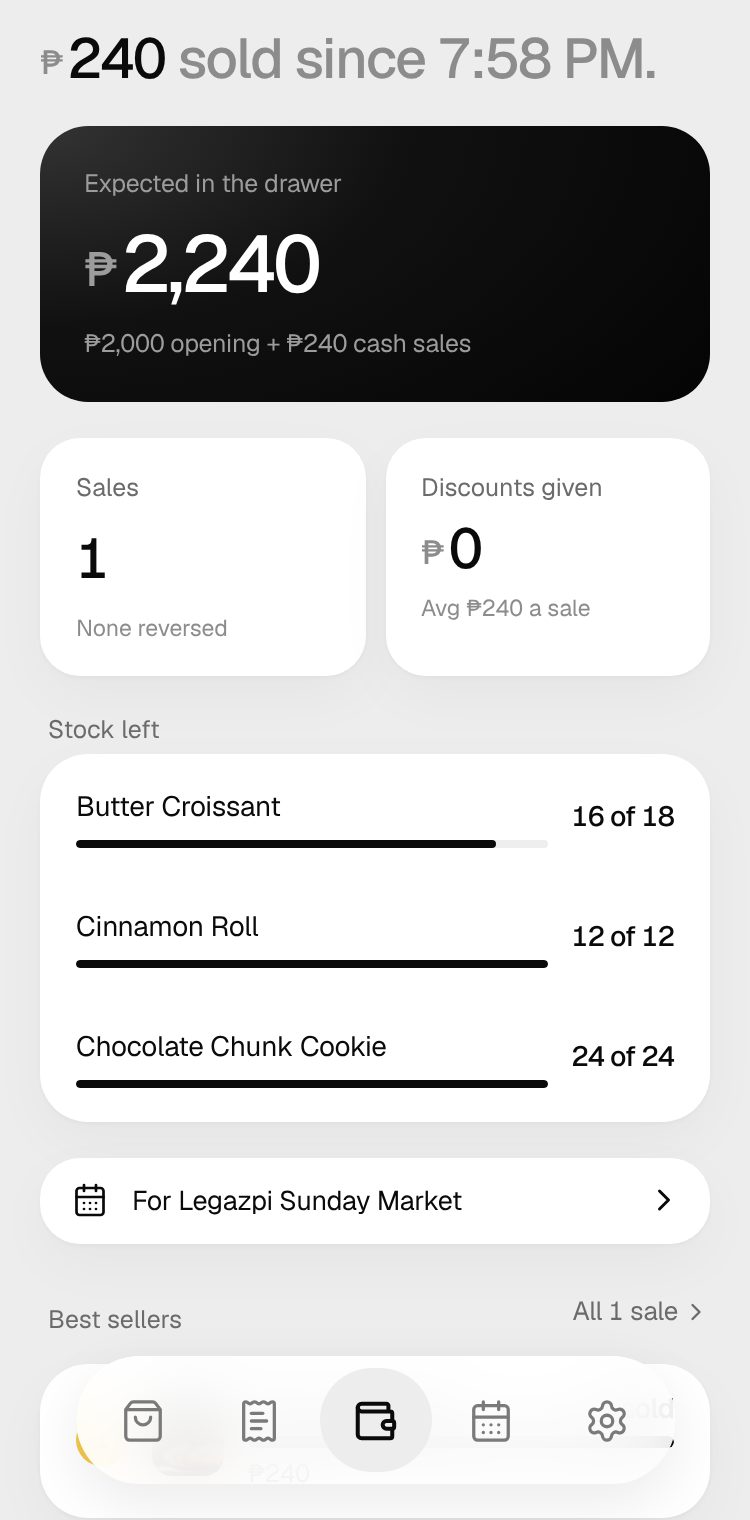 ₱240 sold since 7:58 PM.
Expected in the drawer
₱2,240
₱2,000 opening + ₱240 cash sales
Sales
1
None reversed
Discounts given
₱0
Avg ₱240 a sale
Stock left
Butter Croissant
16 of 18
Cinnamon Roll
12 of 12
Chocolate Chunk Cookie
24 of 24
For Legazpi Sunday Market
Best sellers
All 1 sale
₱240